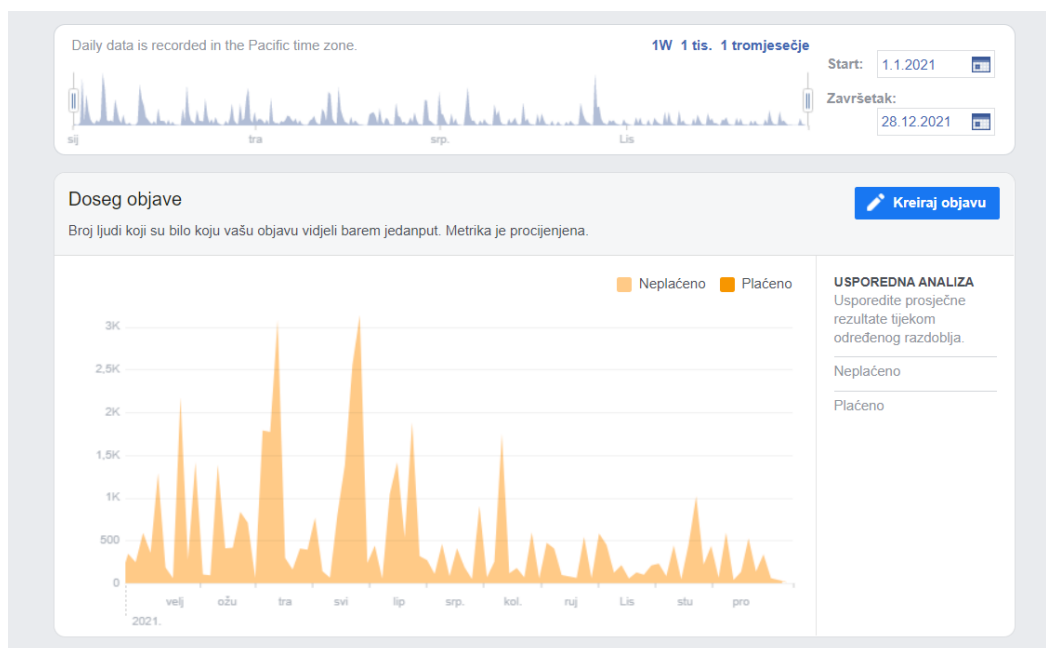 Daily data is recorded in the Pacific time zone.
1W 1 tis. 1 tromjesečje
Start: 1.1.2021
Završetak:
28.12.2021
sij tra srp. Lis
Doseg objave
Kreiraj objavu
Broj ljudi koji su bilo koju vašu objavu vidjeli barem jedanput. Metrika je procijenjena.
Neplaćeno Plaćeno
3K
2,5K
2K
1,5K
1K
500
0
velj ožu tra svi lip srp. kol. ruj Lis stu pro
2021.
USPOREDNA ANALIZA
Usporedite prosječne
rezultate tijekom
određenog razdoblja.
Neplaćeno
Plaćeno